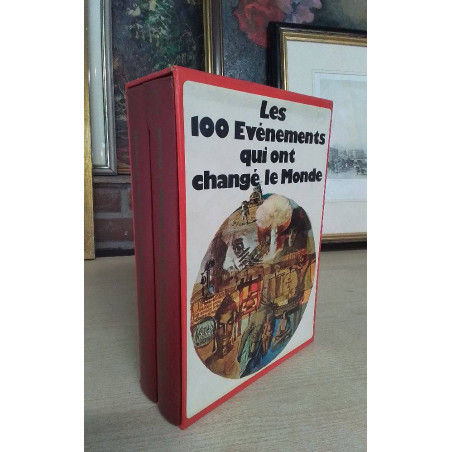 Les
100 Evénements
qui ont
changé le Monde